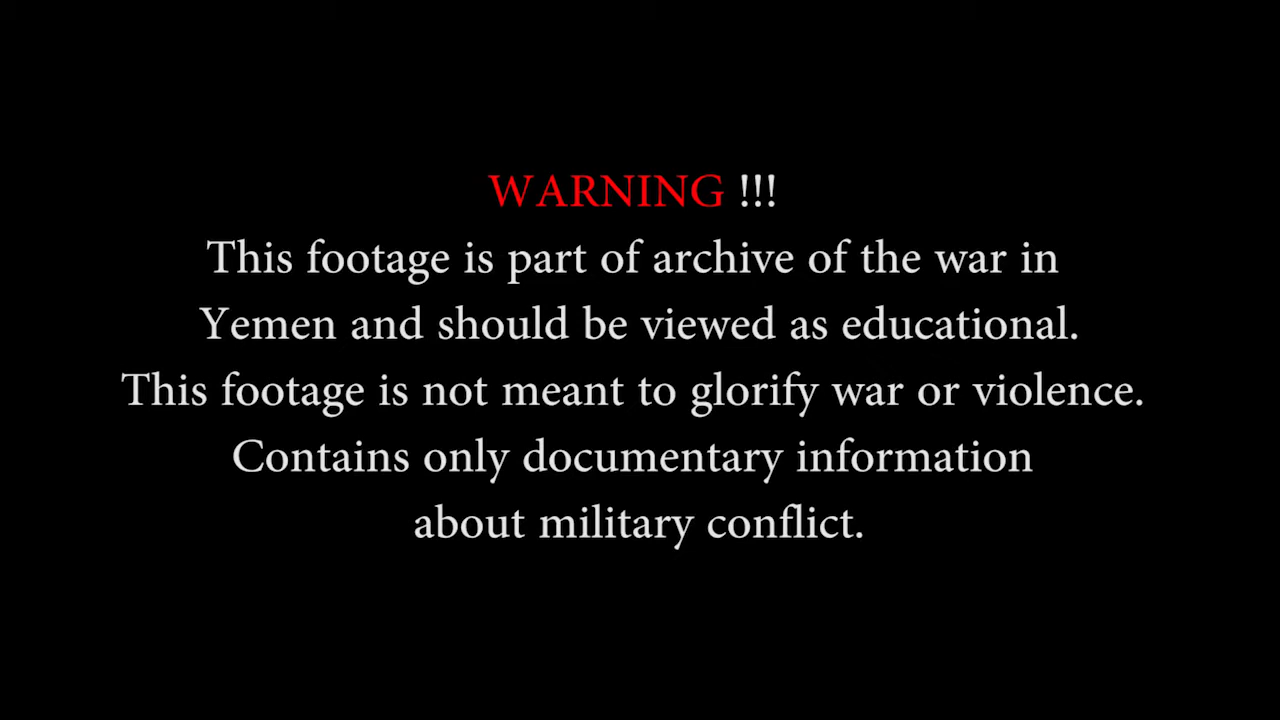 WARNING !!!
This footage is part of archive of the war in
Yemen and should be viewed as educational.
This footage is not meant to glorify war or violence.
Contains only documentary information
about military conflict.